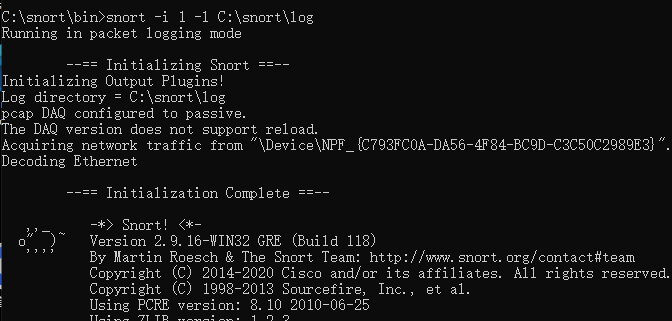 C:\snort\bin>snort -i 1 -l C:\snort\log
Running in packet logging mode
--== Initializing Snort ==--
Initializing Output Plugins!
Log directory = C:\snort\log
pcap DAQ configured to passive.
The DAQ version does not support reload.
Acquiring network traffic from "\Device\NPF_{C793FC0A-DA56-4F84-BC9D-C3C50C2989E3}".
Decoding Ethernet
--== Initialization Complete ==--
,,_     -*> Snort! <*-
o"  )~   Version 2.9.16-WIN32 GRE (Build 118)
''''    By Martin Roesch & The Snort Team: http://www.snort.org/contact#team
Copyright (C) 2014-2020 Cisco and/or its affiliates. All rights reserved.
Copyright (C) 1998-2013 Sourcefire, Inc., et al.
Using PCRE version: 8.10 2010-06-25
Using ZLIB version: 1.2.3